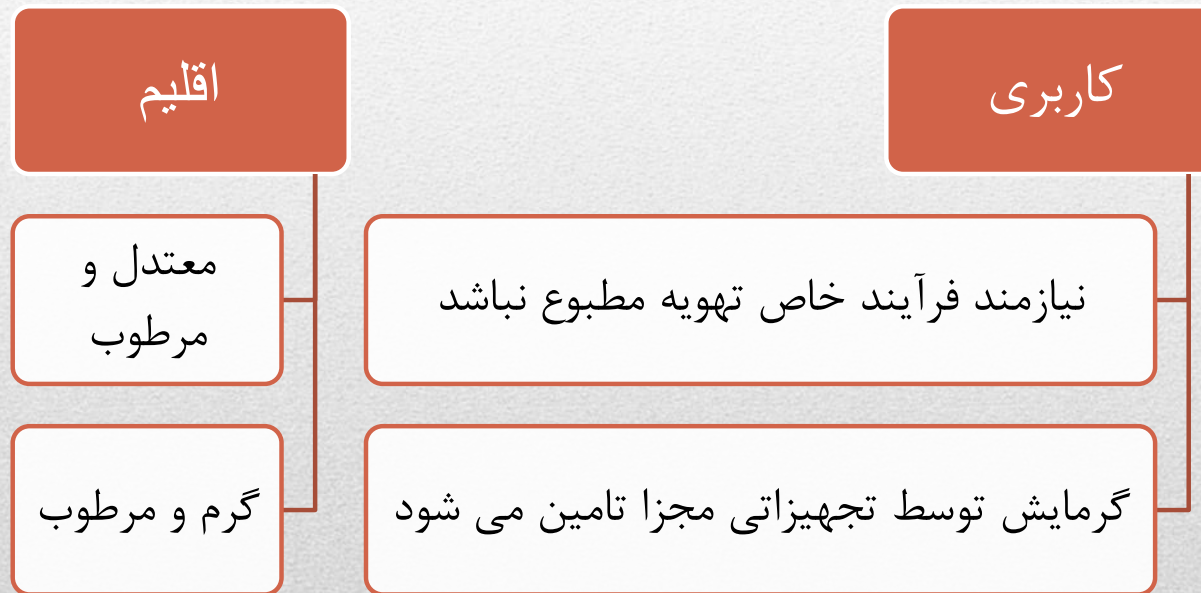 کاربری
نیازمند فرآیند خاص تهویه مطبوع نباشد
گرمایش توسط تجهیزاتی مجزا تامین می شود
اقلیم
معتدل و
مرطوب
گرم و مرطوب